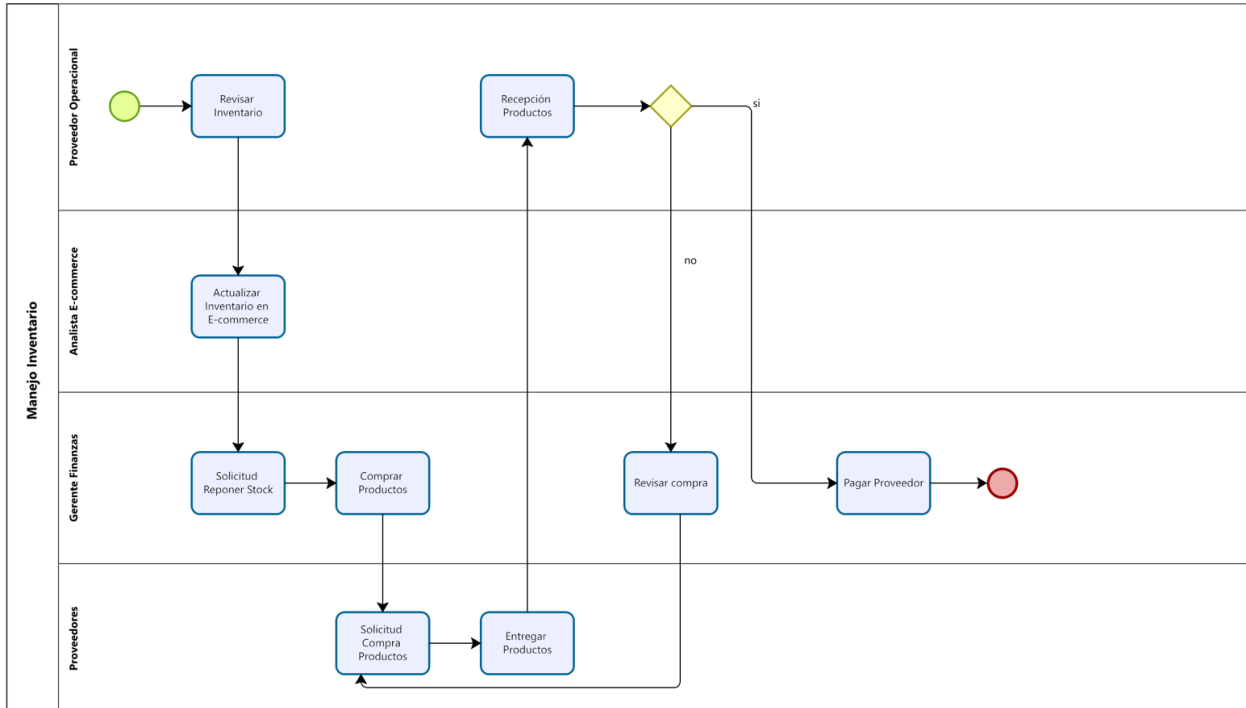 Manejo Inventario
Proveedor Operacional
Revisar
Inventario
Recepción
Productos
si
Analista E-commerce
Actualizar
Inventario en
E-commerce
no
Gerente Finanzas
Solicitud
Reponer Stock
Comprar
Productos
Revisar compra
Pagar Proveedor
Proveedores
Solicitud
Compra
Productos
Entregar
Productos